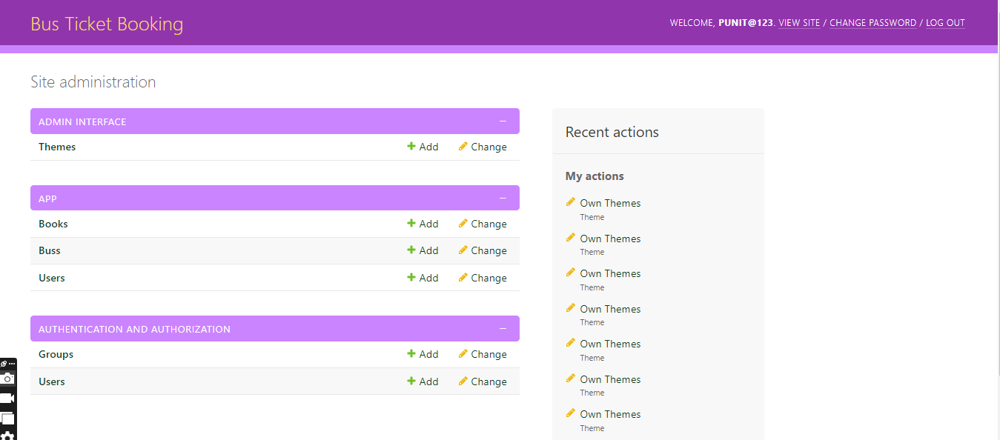 Bus Ticket Booking
WELCOME, PUNIT@123. VIEW SITE / CHANGE PASSWORD / LOG OUT
Site administration
ADMIN INTERFACE
Themes Add Change
APP
Books Add Change
Buss Add Change
Users Add Change
AUTHENTICATION AND AUTHORIZATION
Groups Add Change
Users Add Change
Recent actions
My actions
Own Themes
Theme
Own Themes
Theme
Own Themes
Theme
Own Themes
Theme
Own Themes
Theme
Own Themes
Theme
Own Themes
Theme